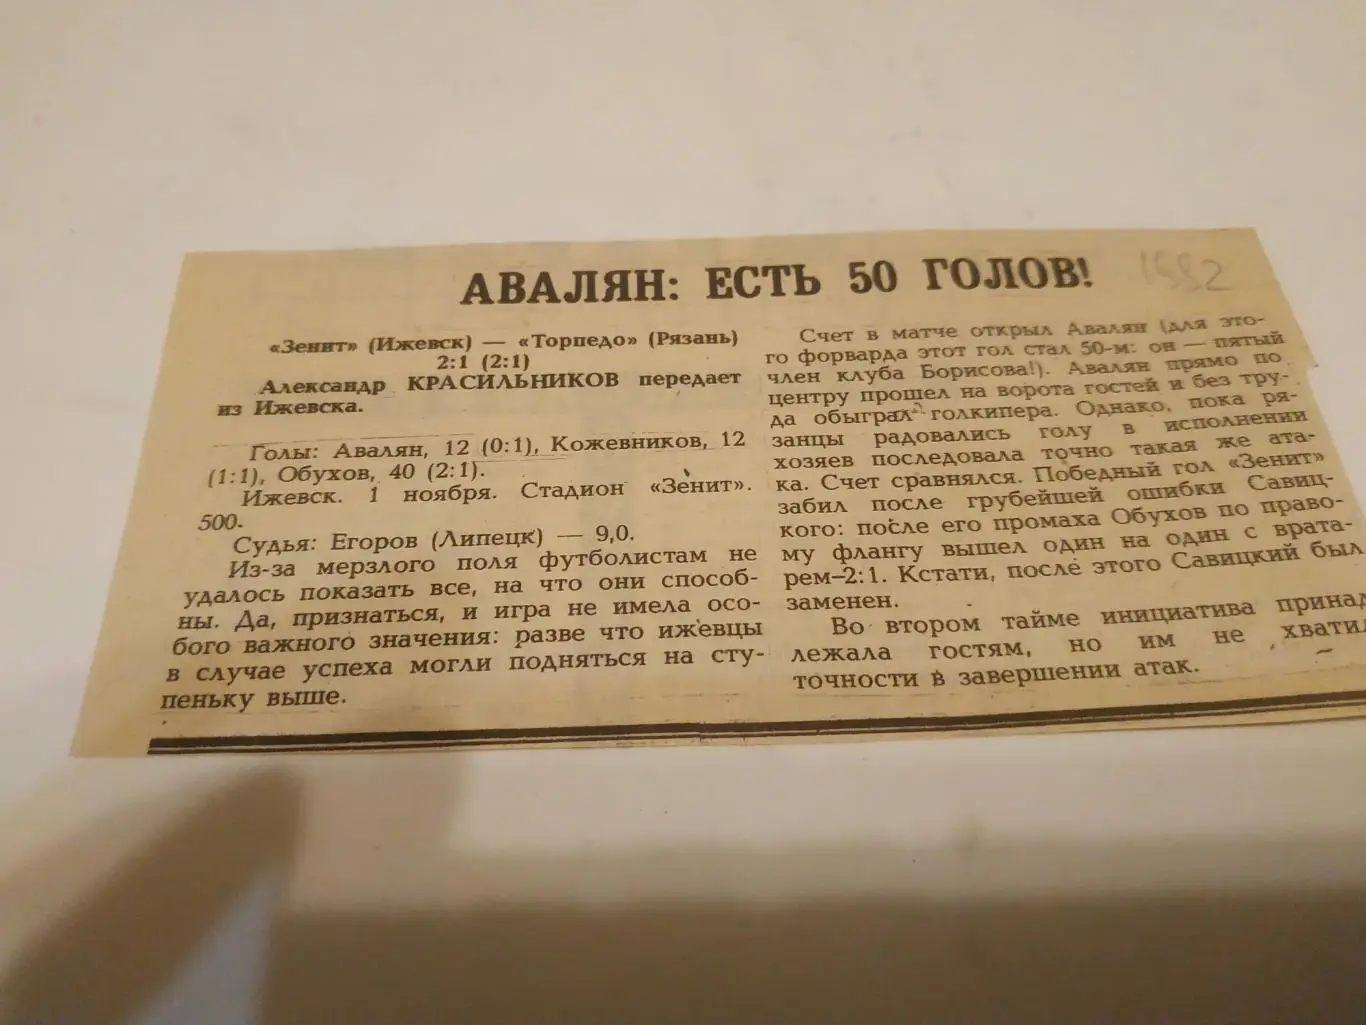 АВАЛЯН: ЕСТЬ 50 ГОЛОВ!
1992
«Зенит» (Ижевск) — «Торпедо» (Рязань)
2:1 (2:1)
Александр КРАСИЛЬНИКОВ передает
из Ижевска.
Голы: Авалян, 12 (0:1), Кожевников, 12
(1:1), Обухов, 40 (2:1).
Ижевск. 1 ноября. Стадион «Зенит».
500.
Судья: Егоров (Липецк) — 9,0.
Из-за мерзлого поля футболистам не
удалось показать все, на что они способ-
ны. Да, признаться, и игра не имела осо-
бого важного значения: разве что ижевцы
в случае успеха могли подняться на сту-
пеньку выше.
Счет в матче открыл Авалян (для это-
го форварда этот гол стал 50-м: он — пятый
член клуба Борисова!). Авалян прямо по
центру прошел на ворота гостей и без тру-
да обыграл голкипера. Однако, пока ря-
занцы радовались голу в исполнении
хозяев последовала точно такая же ата-
ка. Счет сравнялся. Победный гол «Зенит»
забил после грубейшей ошибки Савиц-
кого: после его промаха Обухов по право-
му флангу вышел один на один с врата-
рем—2:1. Кстати, после этого Савицкий был
заменен.
Во втором тайме инициатива принад
лежала гостям, но им не хватил
точности в завершении атак.